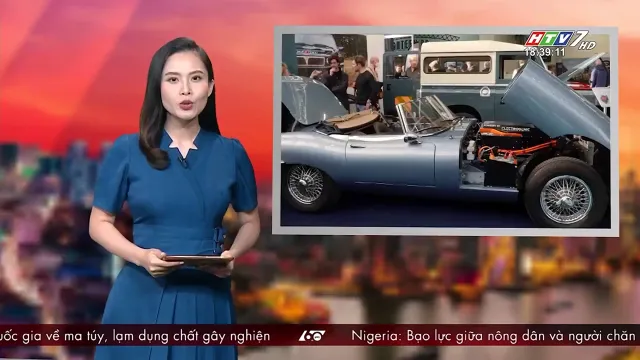 HTV7 HD
18:39:11
uốc gia về ma túy, lạm dụng chất gây nghiện 60 Nigeria: Bạo lực giữa nông dân và người chăn